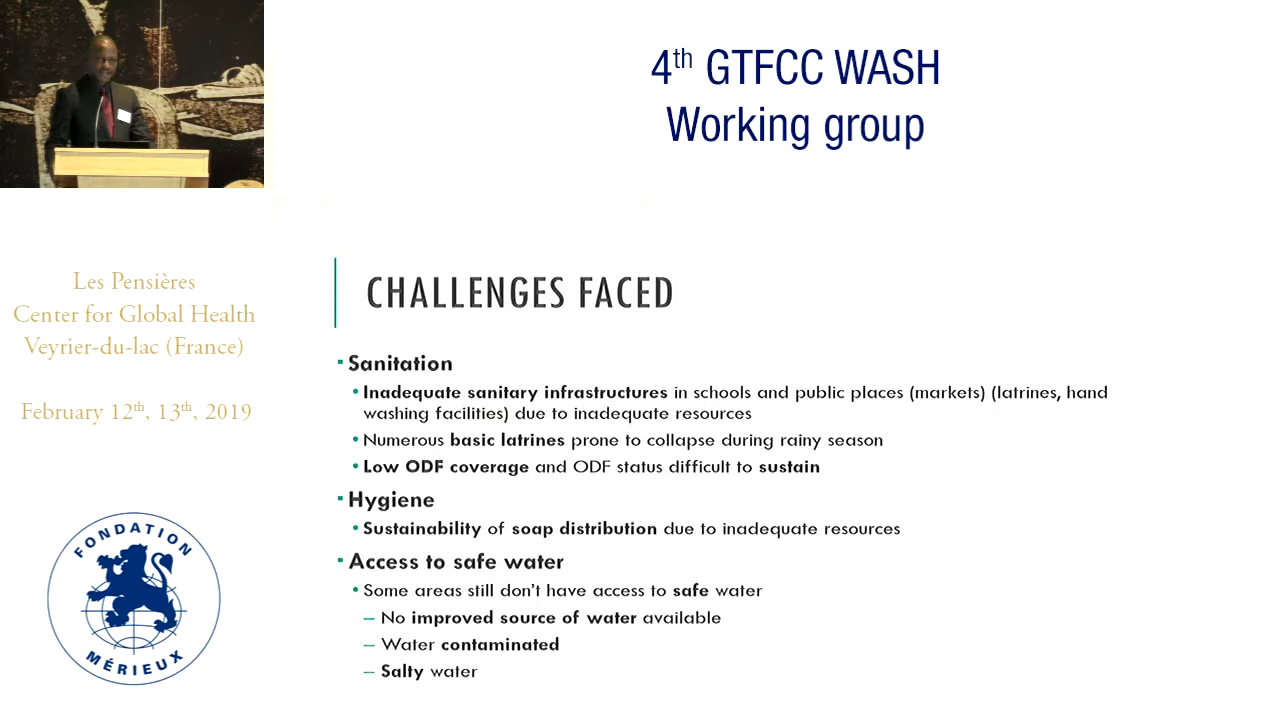 4th GTFCC WASH
Working group
Les Pensières
Center for Global Health
Veyrier-du-lac (France)
February 12th, 13th, 2019
FONDATION
MÉRIEUX
CHALLENGES FACED
▪ Sanitation
• Inadequate sanitary infrastructures in schools and public places (markets) (latrines, hand
washing facilities) due to inadequate resources
• Numerous basic latrines prone to collapse during rainy season
• Low ODF coverage and ODF status difficult to sustain
▪ Hygiene
• Sustainability of soap distribution due to inadequate resources
▪ Access to safe water
• Some areas still don't have access to safe water
– No improved source of water available
– Water contaminated
– Salty water